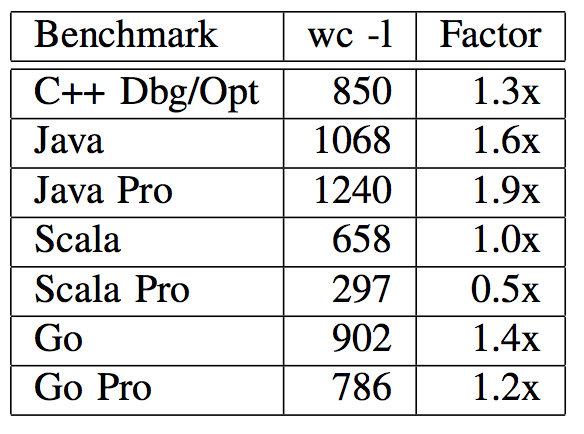 Benchmark wc -l Factor
C++ Dbg/Opt 850 1.3x
Java 1068 1.6x
Java Pro 1240 1.9x
Scala 658 1.0x
Scala Pro 297 0.5x
Go 902 1.4x
Go Pro 786 1.2x